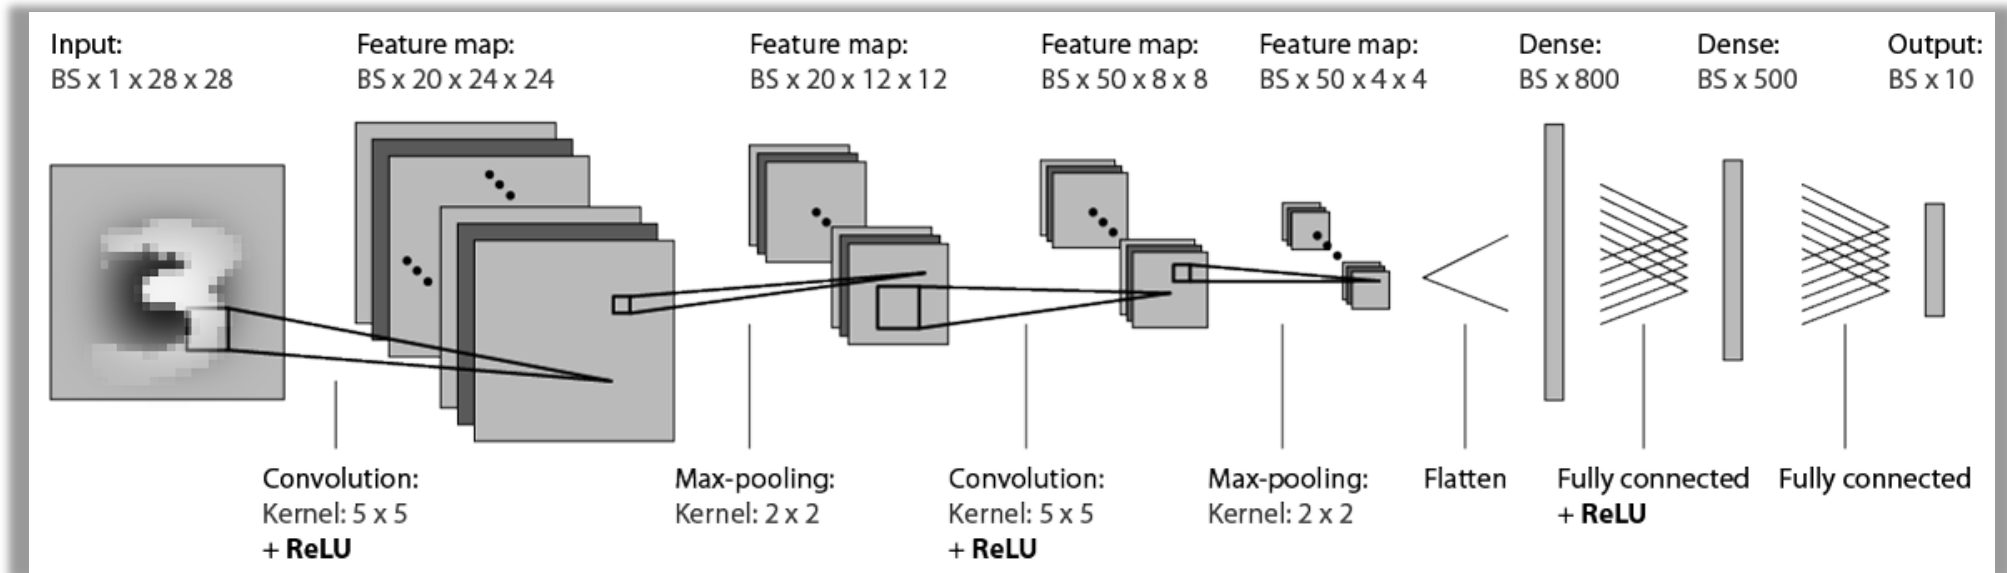 Input:
BS x 1 x 28 x 28
Feature map:
BS x 20 x 24 x 24
Feature map:
BS x 20 x 12 x 12
Feature map:
BS x 50 x 8 x 8
Feature map:
BS x 50 x 4 x 4
Dense:
BS x 800
Dense:
BS x 500
Output:
BS x 10
3
Convolution:
Kernel: 5 x 5
+ ReLU
Max-pooling:
Kernel: 2 x 2
Convolution:
Kernel: 5 x 5
+ ReLU
Max-pooling:
Kernel: 2 x 2
Flatten
Fully connected
+ ReLU
Fully connected